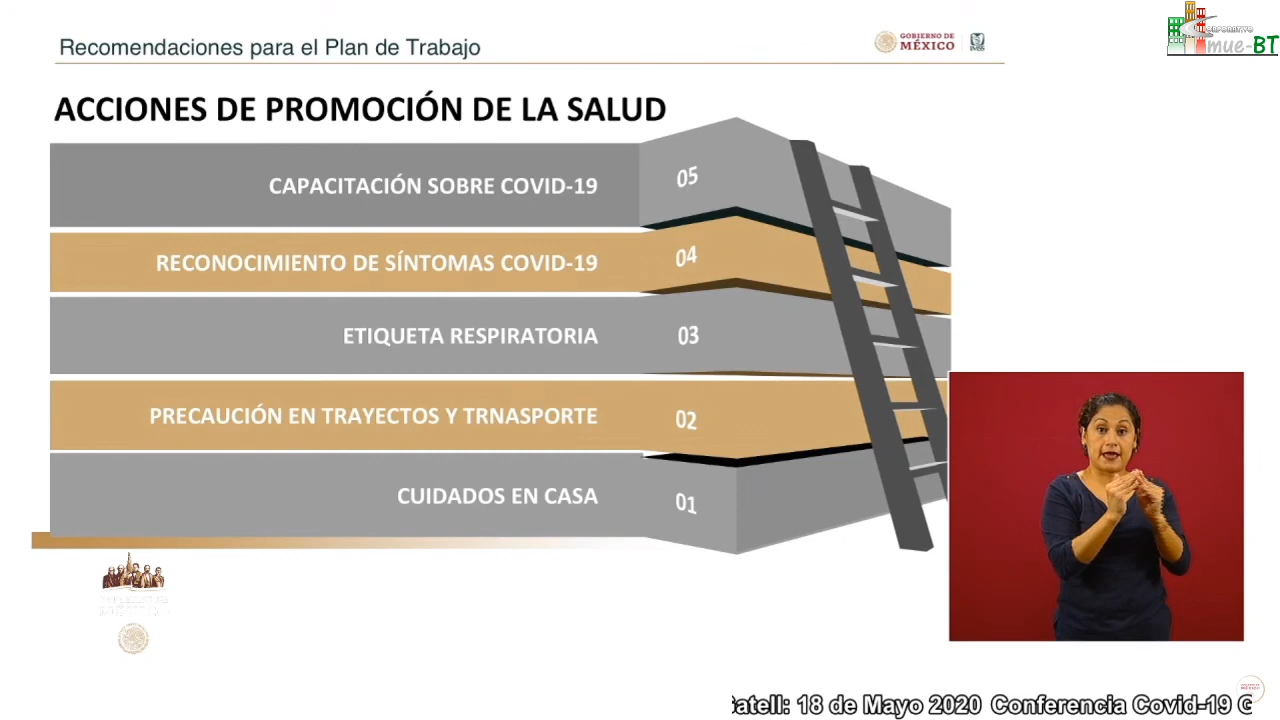 Recomendaciones para el Plan de Trabajo
GOBIERNO DE
MÉXICO
IMSS
CORPORATIVO
mue-BT
ACCIONES DE PROMOCIÓN DE LA SALUD
CAPACITACIÓN SOBRE COVID-19 05
RECONOCIMIENTO DE SÍNTOMAS COVID-19 04
ETIQUETA RESPIRATORIA 03
PRECAUCIÓN EN TRAYECTOS Y TRNASPORTE 02
CUIDADOS EN CASA 01
atell: 18 de Mayo 2020 Conferencia Covid-19 G